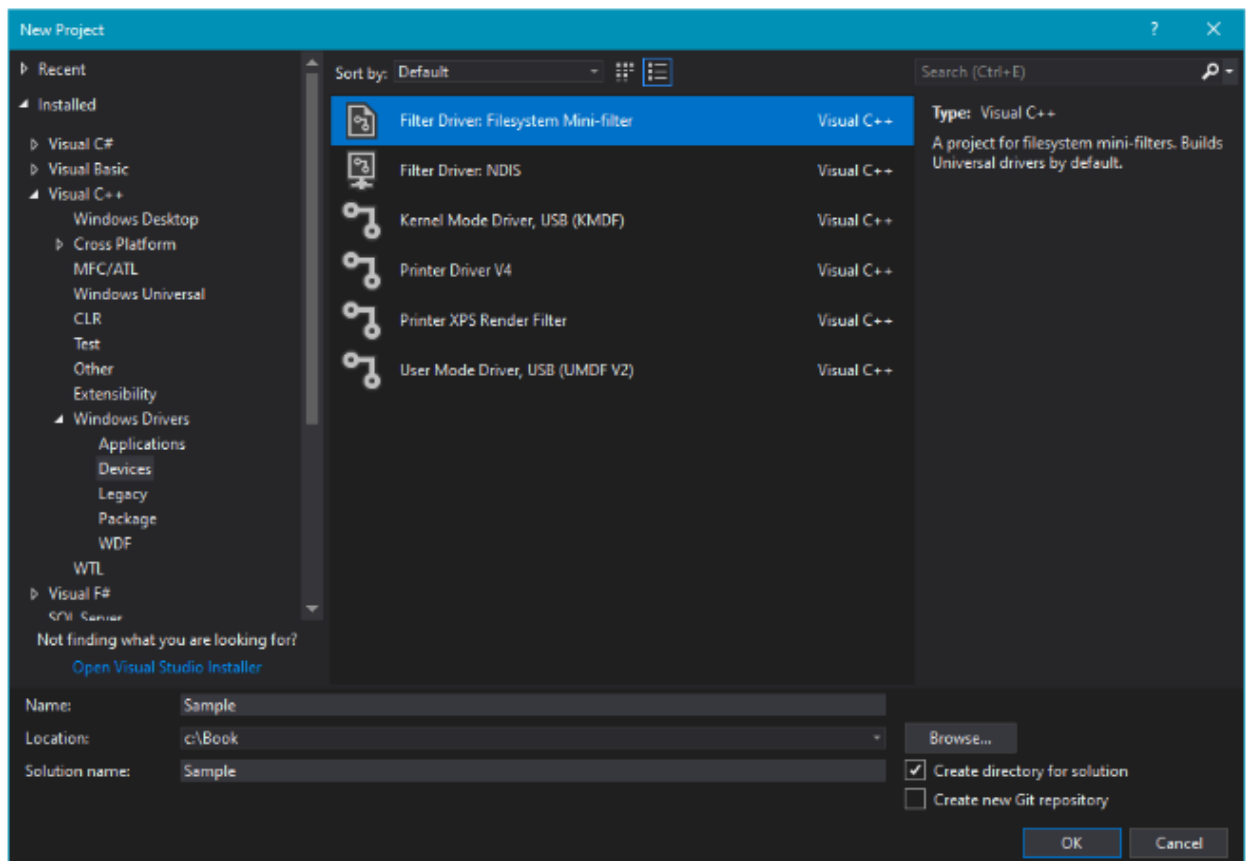 New Project
?
Recent
Installed
Visual C#
Visual Basic
Visual C++
Windows Desktop
Cross Platform
MFC/ATL
Windows Universal
CLR
Test
Other
Extensibility
Windows Drivers
Applications
Devices
Legacy
Package
WDF
WTL
Visual F#
SQL Server
Not finding what you are looking for?
Open Visual Studio Installer
Sort by: Default
Filter Driver: Filesystem Mini-filter Visual C++
Filter Driver: NDIS Visual C++
Kernel Mode Driver, USB (KMDF) Visual C++
Printer Driver V4 Visual C++
Printer XPS Render Filter Visual C++
User Mode Driver, USB (UMDF V2) Visual C++
Search (Ctrl+E)
Type: Visual C++
A project for filesystem mini-filters. Builds
Universal drivers by default.
Name: Sample
Location: c:\Book
Browse...
Solution name: Sample
Create directory for solution
Create new Git repository
OK Cancel